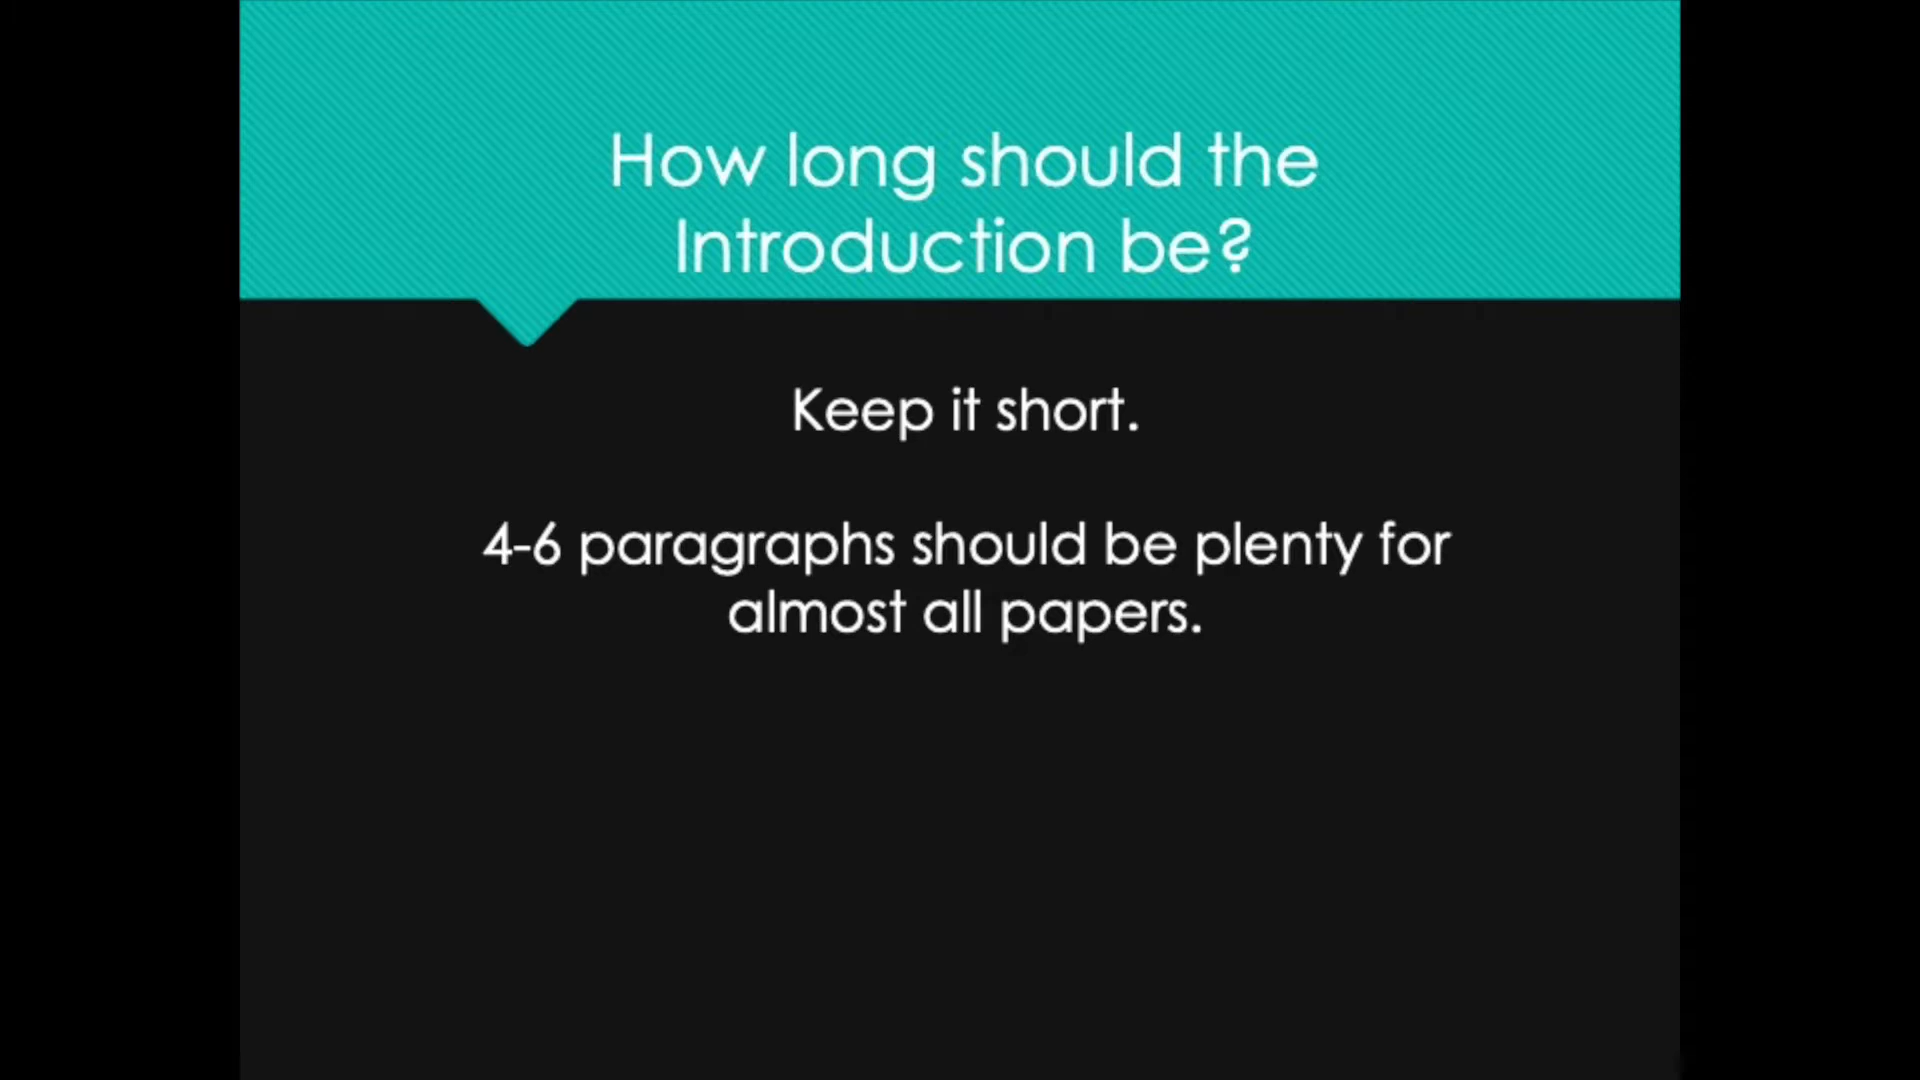 How long should the
Introduction be?
Keep it short.
4-6 paragraphs should be plenty for
almost all papers.